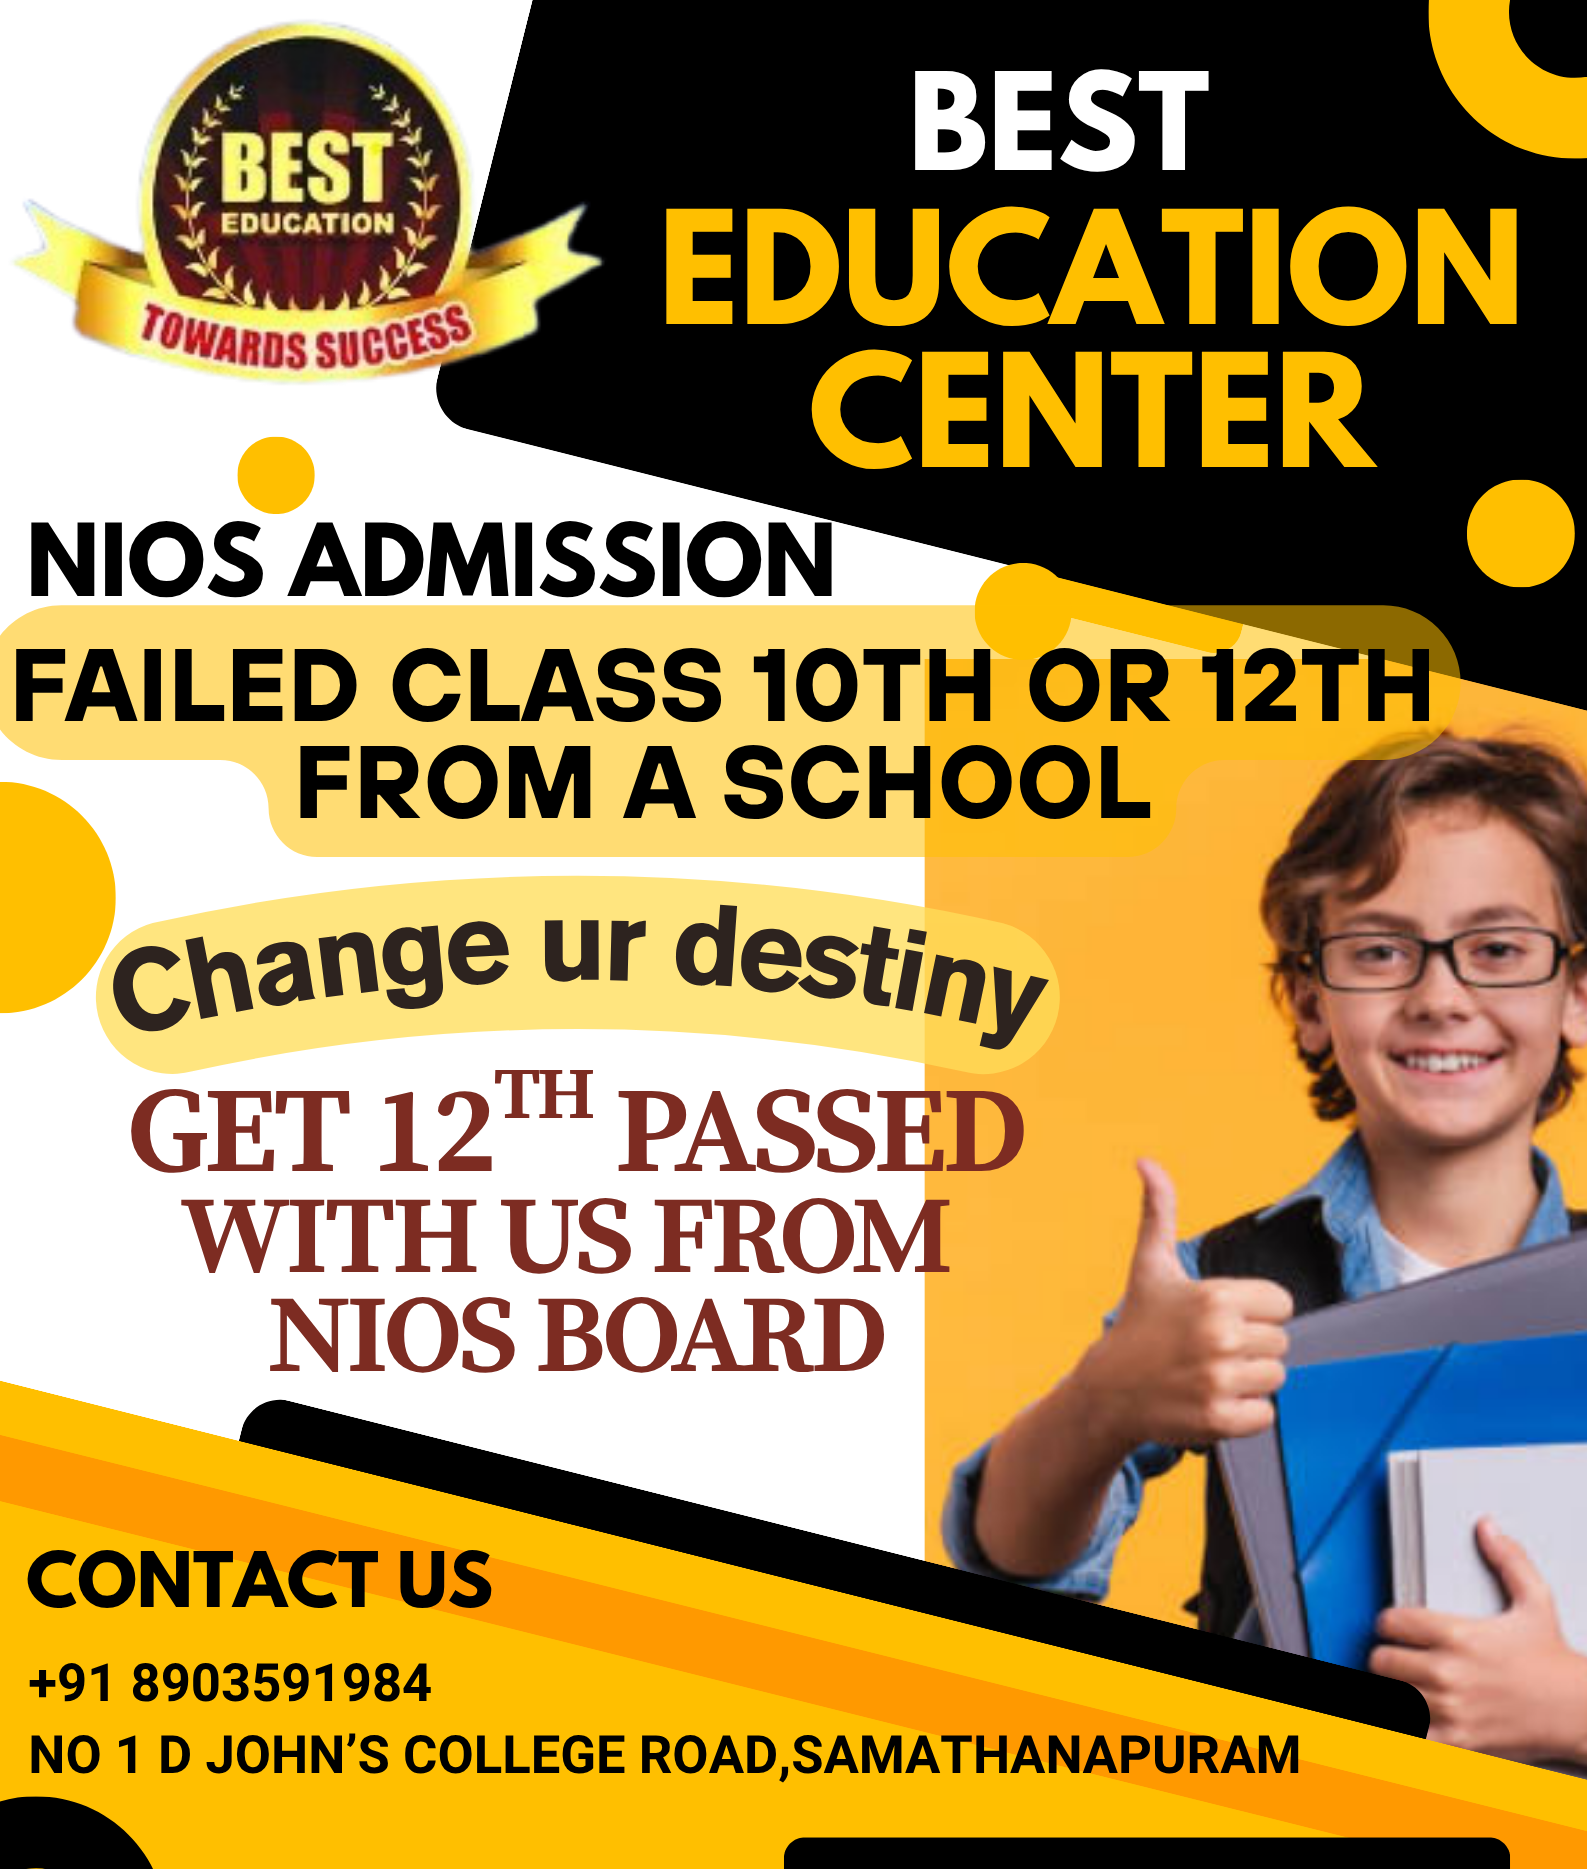 BEST
EDUCATION
TOWARDS SUCCESS
BEST
EDUCATION
CENTER
NIOS ADMISSION
FAILED CLASS 10TH OR 12TH
FROM A SCHOOL
Change ur destiny
GET 12TH PASSED
WITH US FROM
NIOS BOARD
CONTACT US
+91 8903591984
NO 1 D JOHN’S COLLEGE ROAD,SAMATHANAPURAM